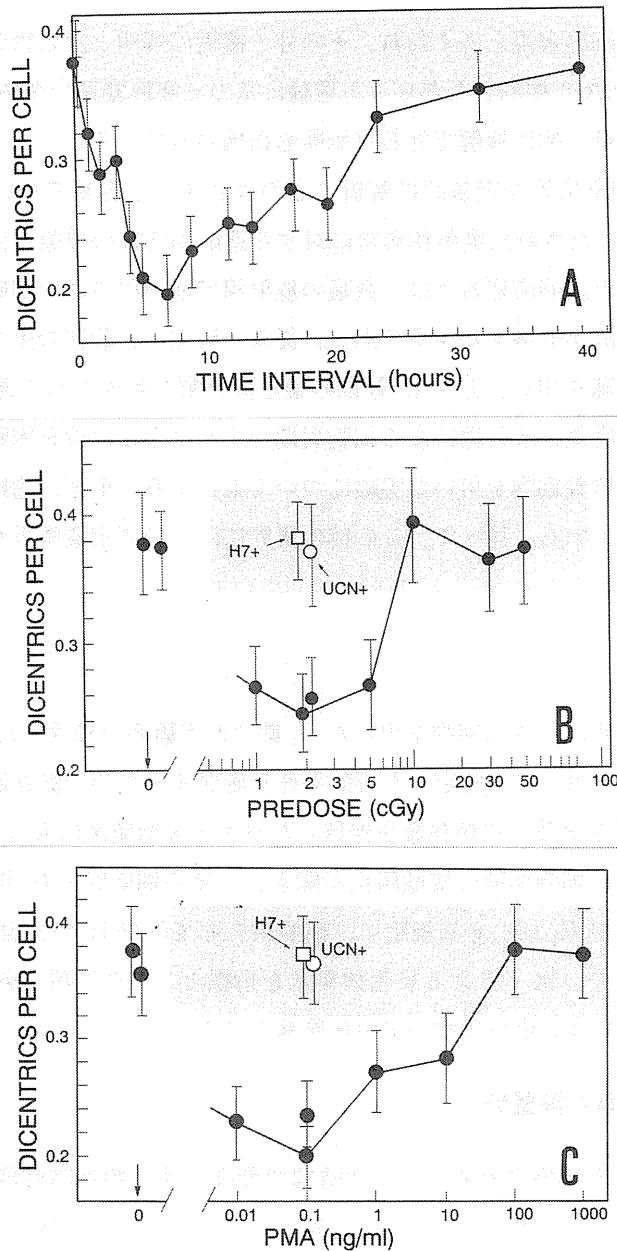 0.4
0.3
0.2
DICENTRICS PER CELL
A
0 10 20 30 40
TIME INTERVAL (hours)
0.4
0.3
0.2
DICENTRICS PER CELL
H7+
UCN+
B
0 1 2 3 5 10 20 30 50 100
PREDOSE (cGy)
0.4
0.3
0.2
DICENTRICS PER CELL
H7+
UCN+
C
0 0.01 0.1 1 10 100 1000
PMA (ng/ml)